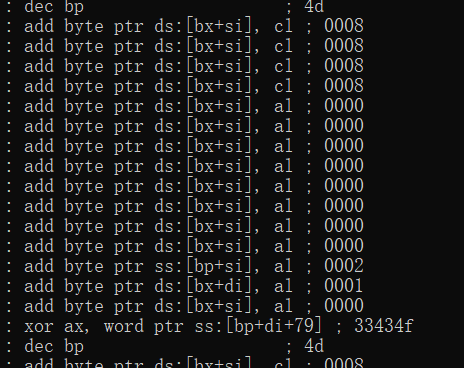 : dec bp ; 4d
: add byte ptr ds:[bx+si], cl ; 0008
: add byte ptr ds:[bx+si], cl ; 0008
: add byte ptr ds:[bx+si], cl ; 0008
: add byte ptr ds:[bx+si], cl ; 0008
: add byte ptr ds:[bx+si], al ; 0000
: add byte ptr ds:[bx+si], al ; 0000
: add byte ptr ds:[bx+si], al ; 0000
: add byte ptr ds:[bx+si], al ; 0000
: add byte ptr ds:[bx+si], al ; 0000
: add byte ptr ds:[bx+si], al ; 0000
: add byte ptr ds:[bx+si], al ; 0000
: add byte ptr ds:[bx+si], al ; 0000
: add byte ptr ss:[bp+si], al ; 0002
: add byte ptr ds:[bx+di], al ; 0001
: add byte ptr ds:[bx+si], al ; 0000
: xor ax, word ptr ss:[bp+di+79] ; 33434f
: dec bp ; 4d
: add byte ptr ds:[bx+si], cl ; 0008